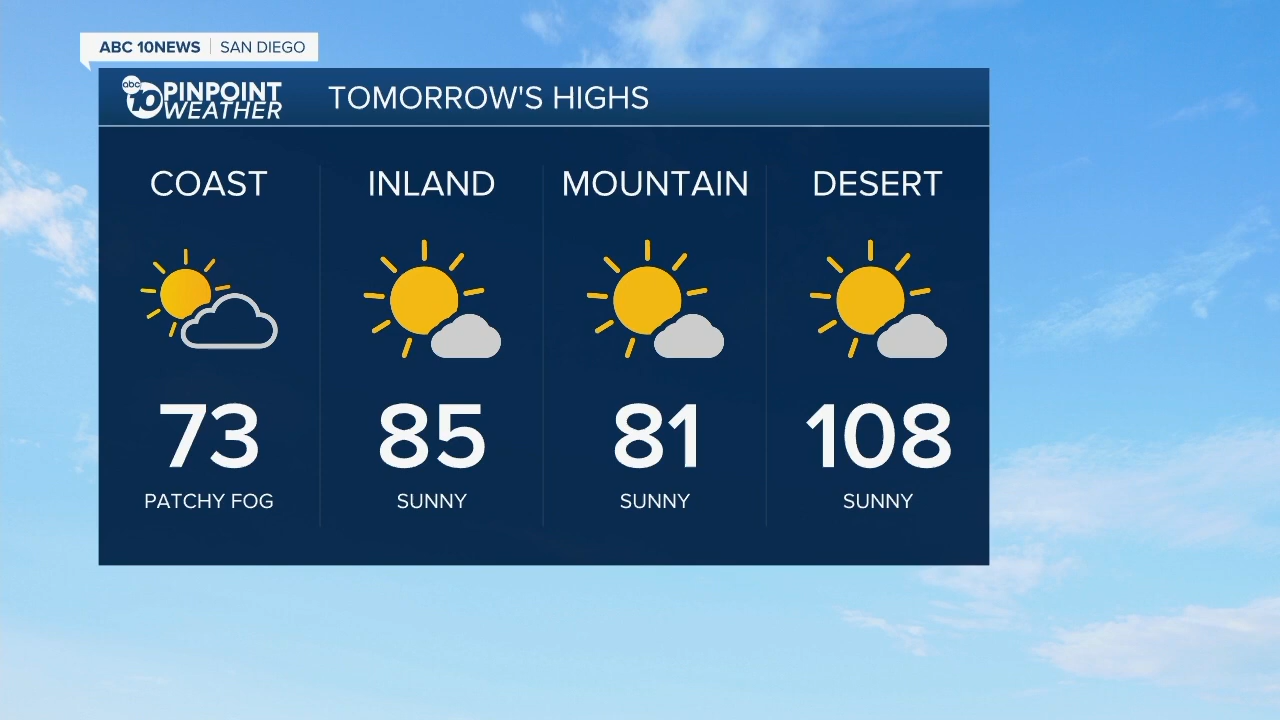 ABC 10NEWS | SAN DIEGO
abc 10 PINPOINT WEATHER
TOMORROW'S HIGHS
COAST
73
PATCHY FOG
INLAND
85
SUNNY
MOUNTAIN
81
SUNNY
DESERT
108
SUNNY